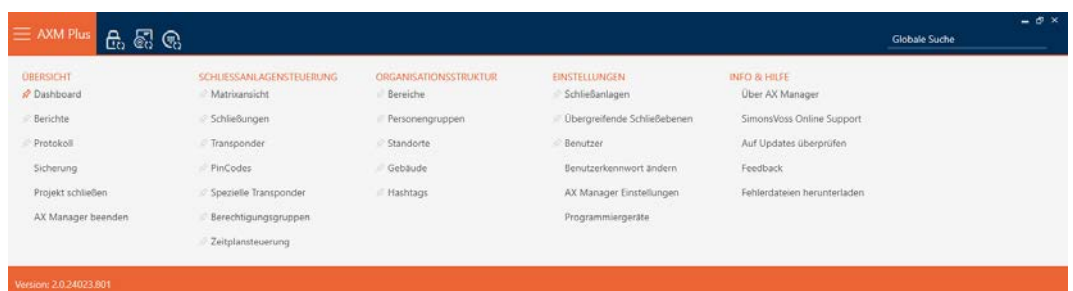 AXM Plus
Globale Suche
ÜBERSICHT
Dashboard
Berichte
Protokoll
Sicherung
Projekt schließen
AX Manager beenden
SCHLIESSANLAGENSTEUERUNG
Matrixansicht
Schließungen
Transponder
PinCodes
Spezielle Transponder
Berechtigungsgruppen
Zeitplansteuerung
ORGANISATIONSSTRUKTUR
Bereiche
Personengruppen
Standorte
Gebäude
Hashtags
EINSTELLUNGEN
Schließanlagen
Übergreifende Schließebenen
Benutzer
Benutzerkennwort ändern
AX Manager Einstellungen
Programmiergeräte
INFO & HILFE
Über AX Manager
SimonsVoss Online Support
Auf Updates überprüfen
Feedback
Fehlerdateien herunterladen
Version: 2.0.24023.801